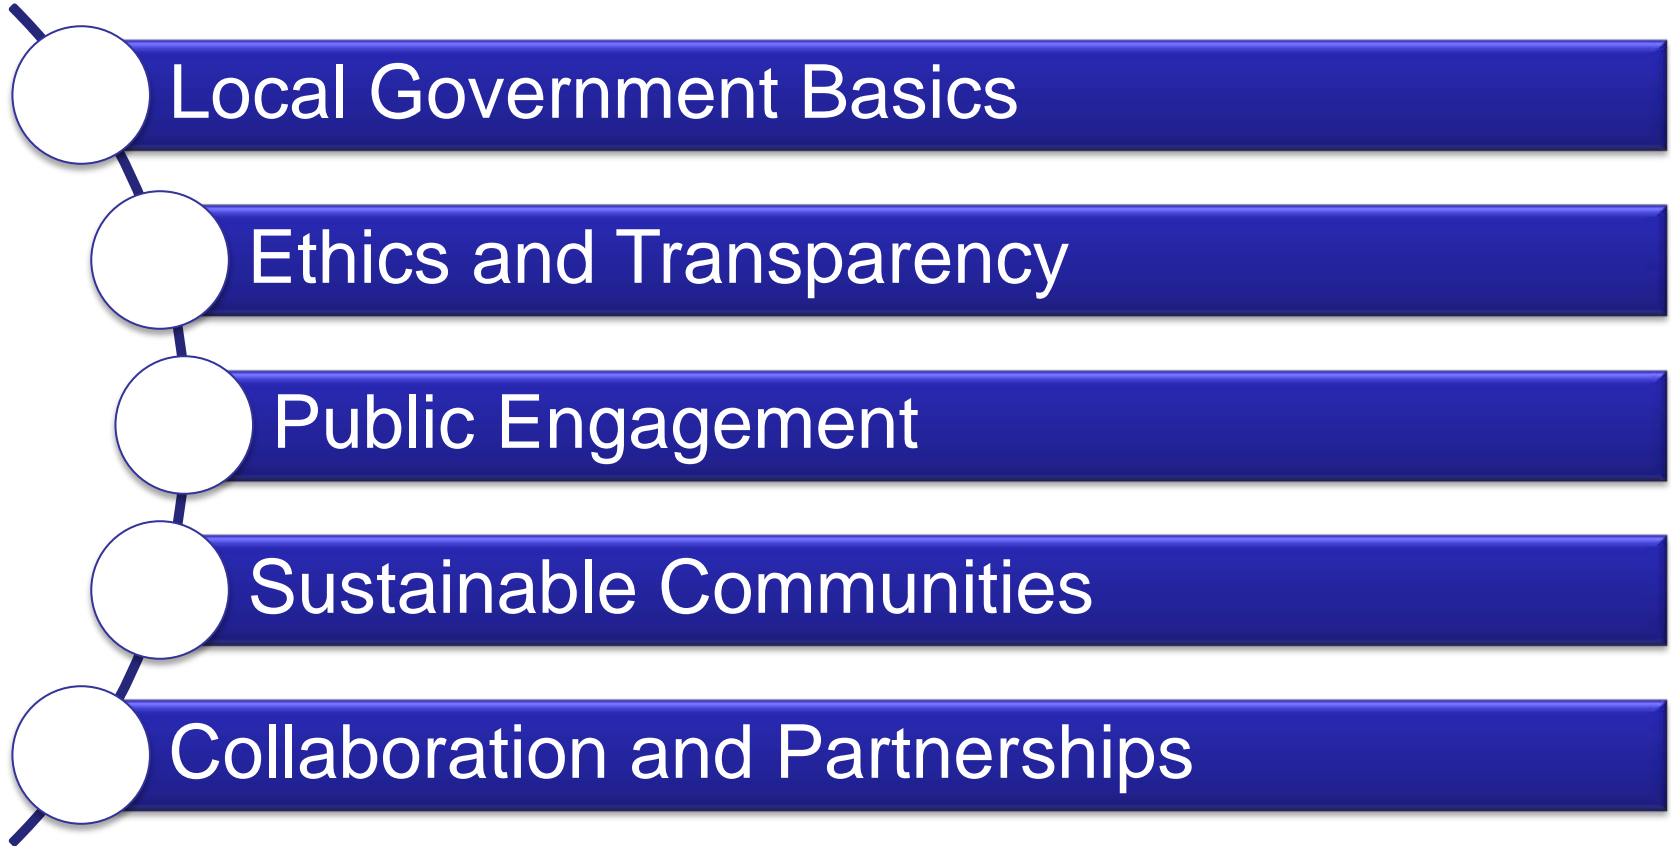 Local Government Basics
Ethics and Transparency
Public Engagement
Sustainable Communities
Collaboration and Partnerships